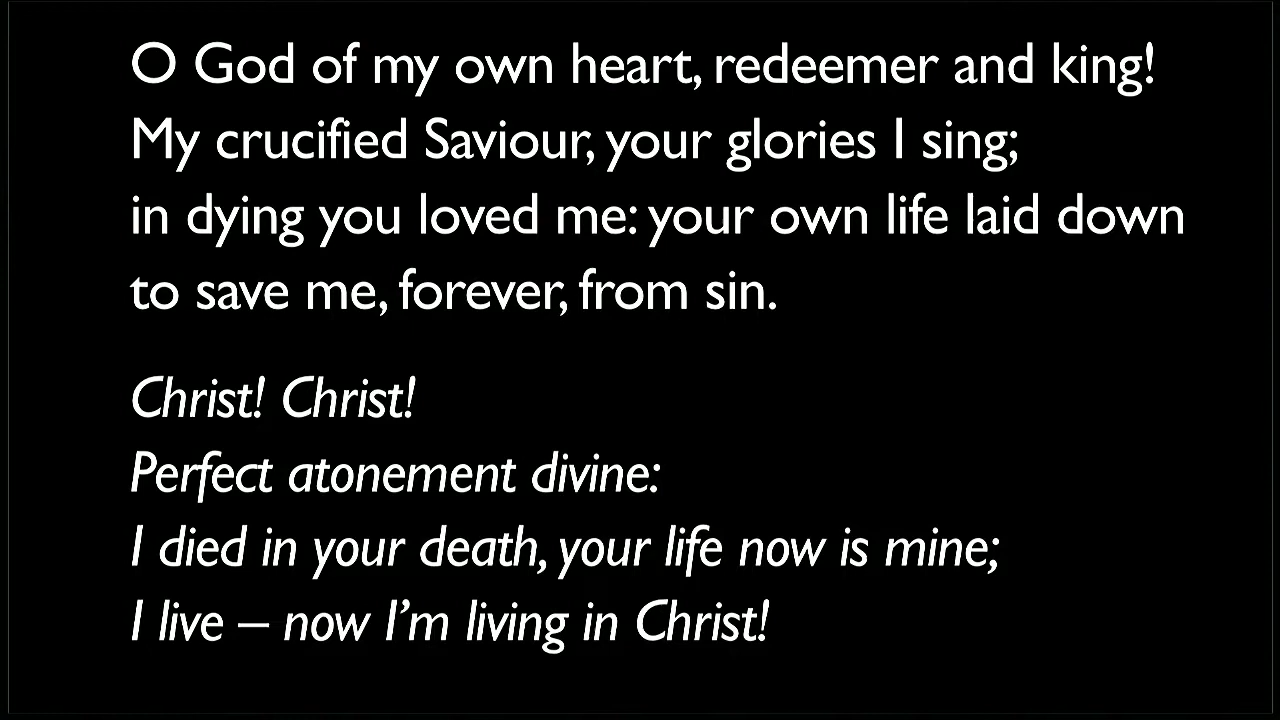 O God of my own heart, redeemer and king!
My crucified Saviour, your glories I sing;
in dying you loved me: your own life laid down
to save me, forever, from sin.
Christ! Christ!
Perfect atonement divine:
I died in your death, your life now is mine;
I live – now I’m living in Christ!